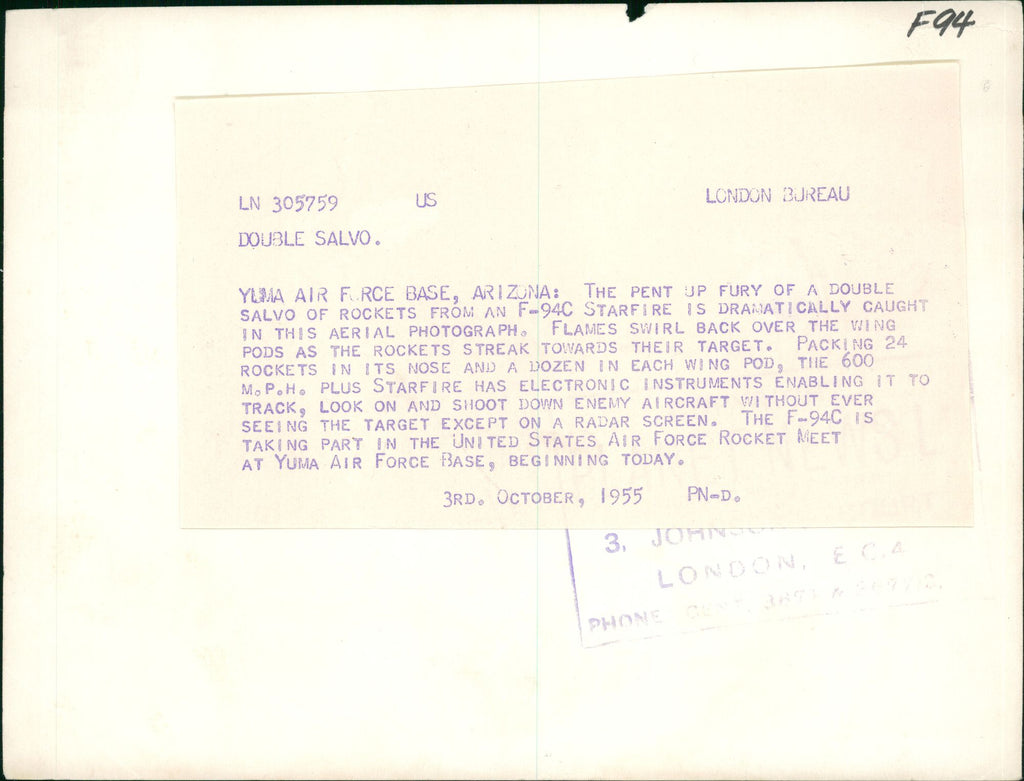 F94
LN 305759 US LONDON BUREAU
DOUBLE SALVO.
YUMA AIR FORCE BASE, ARIZONA: THE PENT UP FURY OF A DOUBLE
SALVO OF ROCKETS FROM AN F-94C STARFIRE IS DRAMATICALLY CAUGHT
IN THIS AERIAL PHOTOGRAPH. FLAMES SWIRL BACK OVER THE WING
PODS AS THE ROCKETS STREAK TOWARDS THEIR TARGET. PACKING 24
ROCKETS IN ITS NOSE AND A DOZEN IN EACH WING POD, THE 600
M.P.H. PLUS STARFIRE HAS ELECTRONIC INSTRUMENTS ENABLING IT TO
TRACK, LOOK ON AND SHOOT DOWN ENEMY AIRCRAFT WITHOUT EVER
SEEING THE TARGET EXCEPT ON A RADAR SCREEN. THE F-94C IS
TAKING PART IN THE UNITED STATES AIR FORCE ROCKET MEET
AT YUMA AIR FORCE BASE, BEGINNING TODAY.
3RD. OCTOBER, 1955 PN-D.
3,
LONDON, E.C.4
PHONE